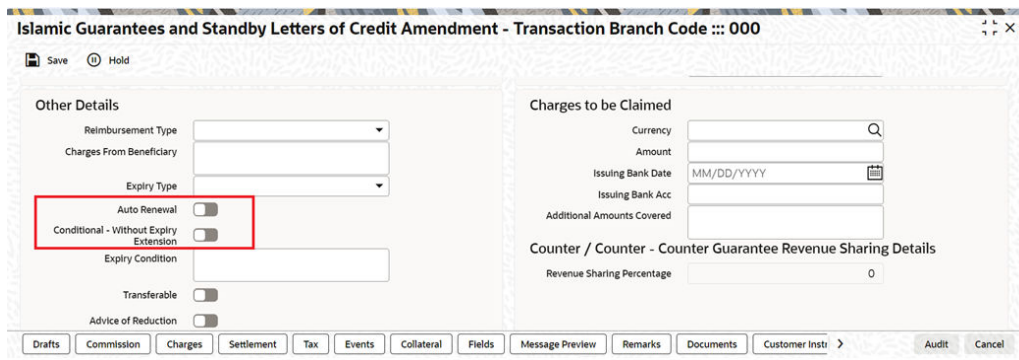 Islamic Guarantees and Standby Letters of Credit Amendment - Transaction Branch Code ::: 000
Save Hold
Other Details
Reimbursement Type
Charges From Beneficiary
Expiry Type
Auto Renewal
Conditional - Without Expiry
Extension
Expiry Condition
Transferable
Advice of Reduction
Charges to be Claimed
Currency
Amount
Issuing Bank Date MM/DD/YYYY
Issuing Bank Acc
Additional Amounts Covered
Counter / Counter - Counter Guarantee Revenue Sharing Details
Revenue Sharing Percentage 0
Drafts Commission Charges Settlement Tax Events Collateral Fields Message Preview Remarks Documents Customer Instr Audit Cancel